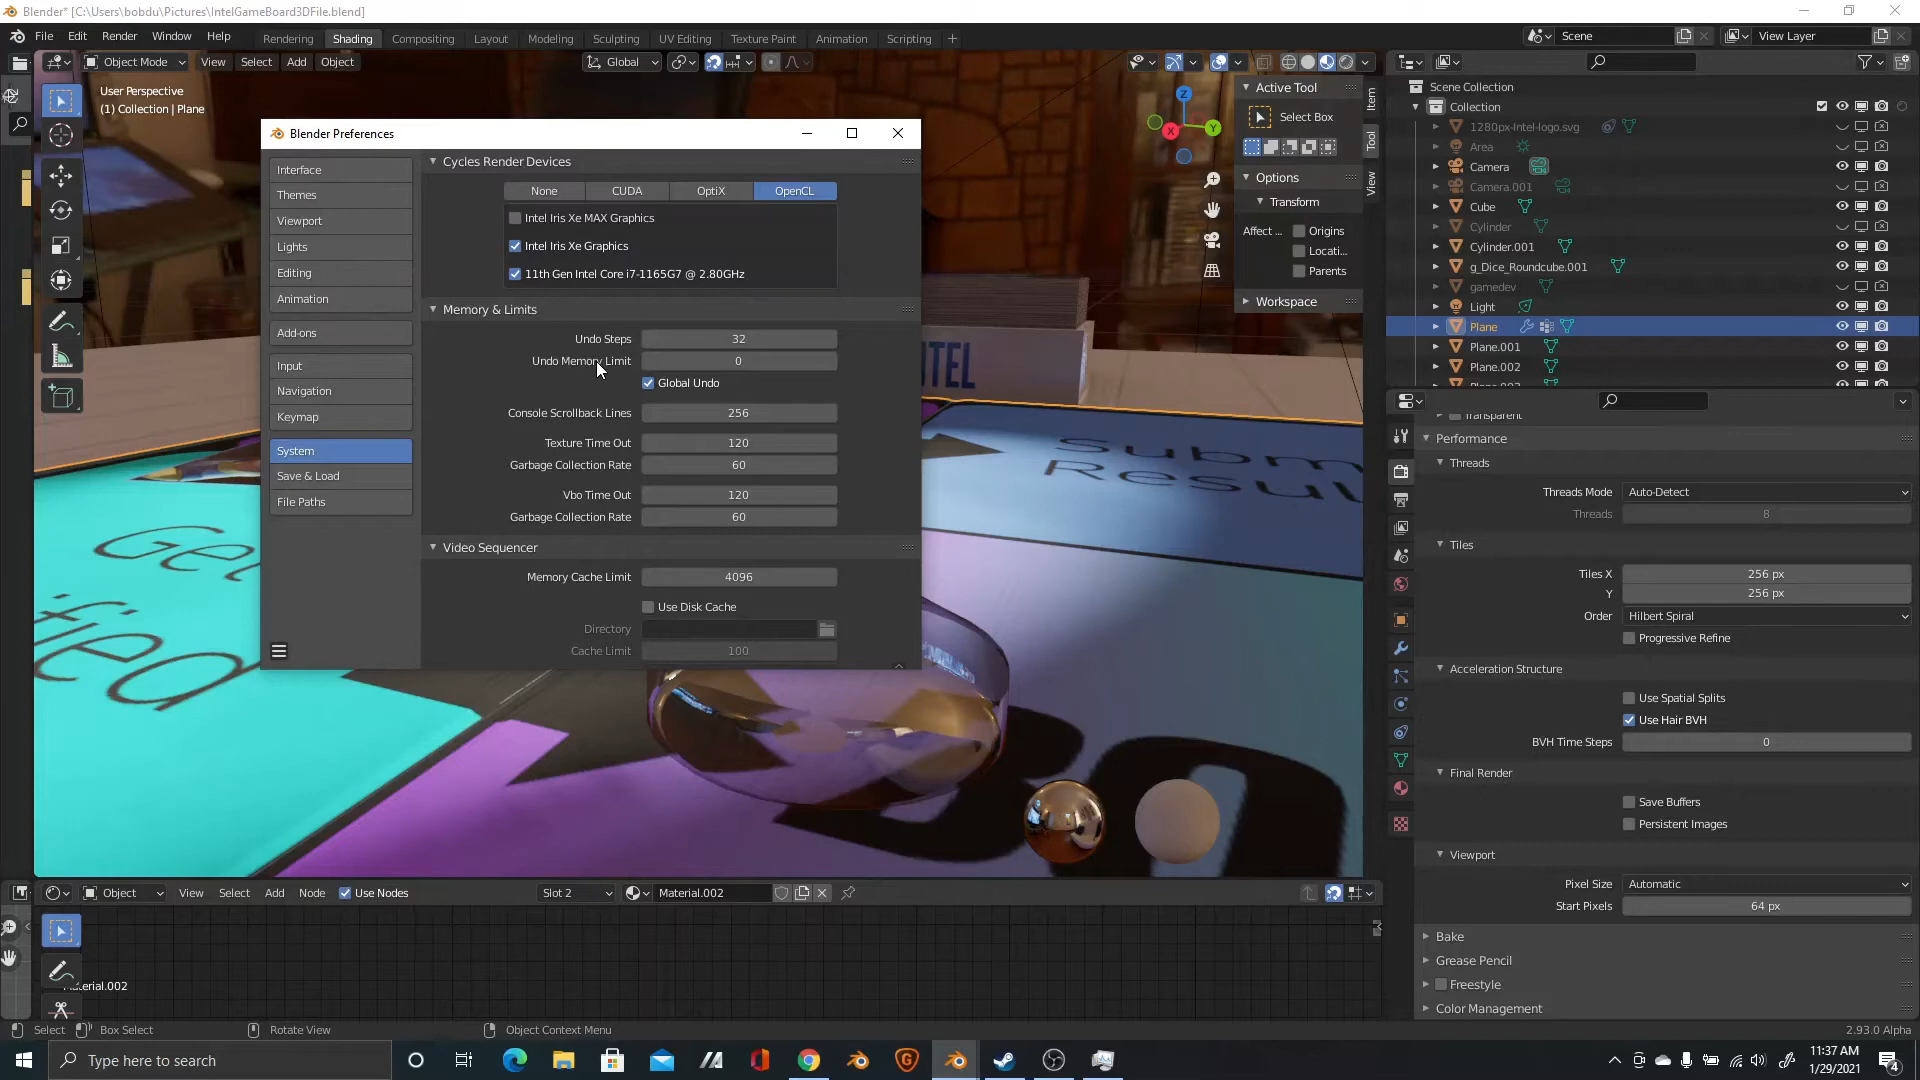 Blender* [C:\Users\bobdu\Pictures\IntelGameBoard3DFile.blend]
File Edit Render Window Help Rendering Shading Compositing Layout Modeling Sculpting UV Editing Texture Paint Animation Scripting Scene View Layer
Object Mode View Select Add Object Global
User Perspective
(1) Collection | Plane
Z
X
Y
Active Tool
Select Box
Options
Transform
Affect ... Origins
Locati...
Parents
Workspace
Item
Tool
View
Blender Preferences
Interface
Themes
Viewport
Lights
Editing
Animation
Add-ons
Input
Navigation
Keymap
System
Save & Load
File Paths
Cycles Render Devices
None CUDA OptiX OpenCL
Intel Iris Xe MAX Graphics
Intel Iris Xe Graphics
11th Gen Intel Core i7-1165G7 @ 2.80GHz
Memory & Limits
Undo Steps 32
Undo Memory Limit 0
Global Undo
Console Scrollback Lines 256
Texture Time Out 120
Garbage Collection Rate 60
Vbo Time Out 120
Garbage Collection Rate 60
Video Sequencer
Memory Cache Limit 4096
Use Disk Cache
Directory
Cache Limit 100
NTEL
Subm
Resu
Get
fied
Scene Collection
Collection
1280px-Intel-logo.svg
Area
Camera
Camera.001
Cube
Cylinder
Cylinder.001
g_Dice_Roundcube.001
gamedev
Light
Plane
Plane.001
Plane.002
Transparent
Performance
Threads
Threads Mode Auto-Detect
Threads 8
Tiles
Tiles X 256 px
Y 256 px
Order Hilbert Spiral
Progressive Refine
Acceleration Structure
Use Spatial Splits
Use Hair BVH
BVH Time Steps 0
Final Render
Save Buffers
Persistent Images
Viewport
Pixel Size Automatic
Start Pixels 64 px
Bake
Grease Pencil
Freestyle
Color Management
Object View Select Add Node Use Nodes Slot 2 Material.002
Material.002
Select Box Select Rotate View Object Context Menu 2.93.0 Alpha
Type here to search
11:37 AM
1/29/2021
4